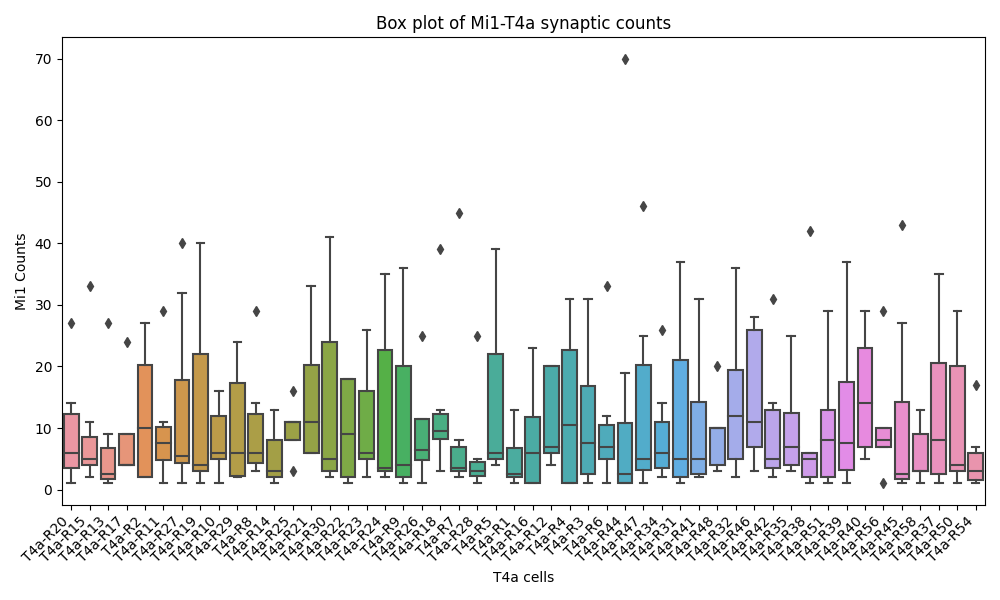 Box plot of Mi1-T4a synaptic counts
Mi1 Counts
70
60
50
40
30
20
10
0
T4a-R20
T4a-R15
T4a-R13
T4a-R17
T4a-R2
T4a-R11
T4a-R27
T4a-R19
T4a-R10
T4a-R29
T4a-R8
T4a-R14
T4a-R25
T4a-R21
T4a-R30
T4a-R22
T4a-R23
T4a-R24
T4a-R9
T4a-R26
T4a-R18
T4a-R7
T4a-R28
T4a-R5
T4a-R1
T4a-R16
T4a-R12
T4a-R4
T4a-R3
T4a-R6
T4a-R44
T4a-R47
T4a-R34
T4a-R31
T4a-R41
T4a-R48
T4a-R32
T4a-R46
T4a-R42
T4a-R35
T4a-R38
T4a-R51
T4a-R39
T4a-R40
T4a-R56
T4a-R45
T4a-R58
T4a-R37
T4a-R50
T4a-R54
T4a cells